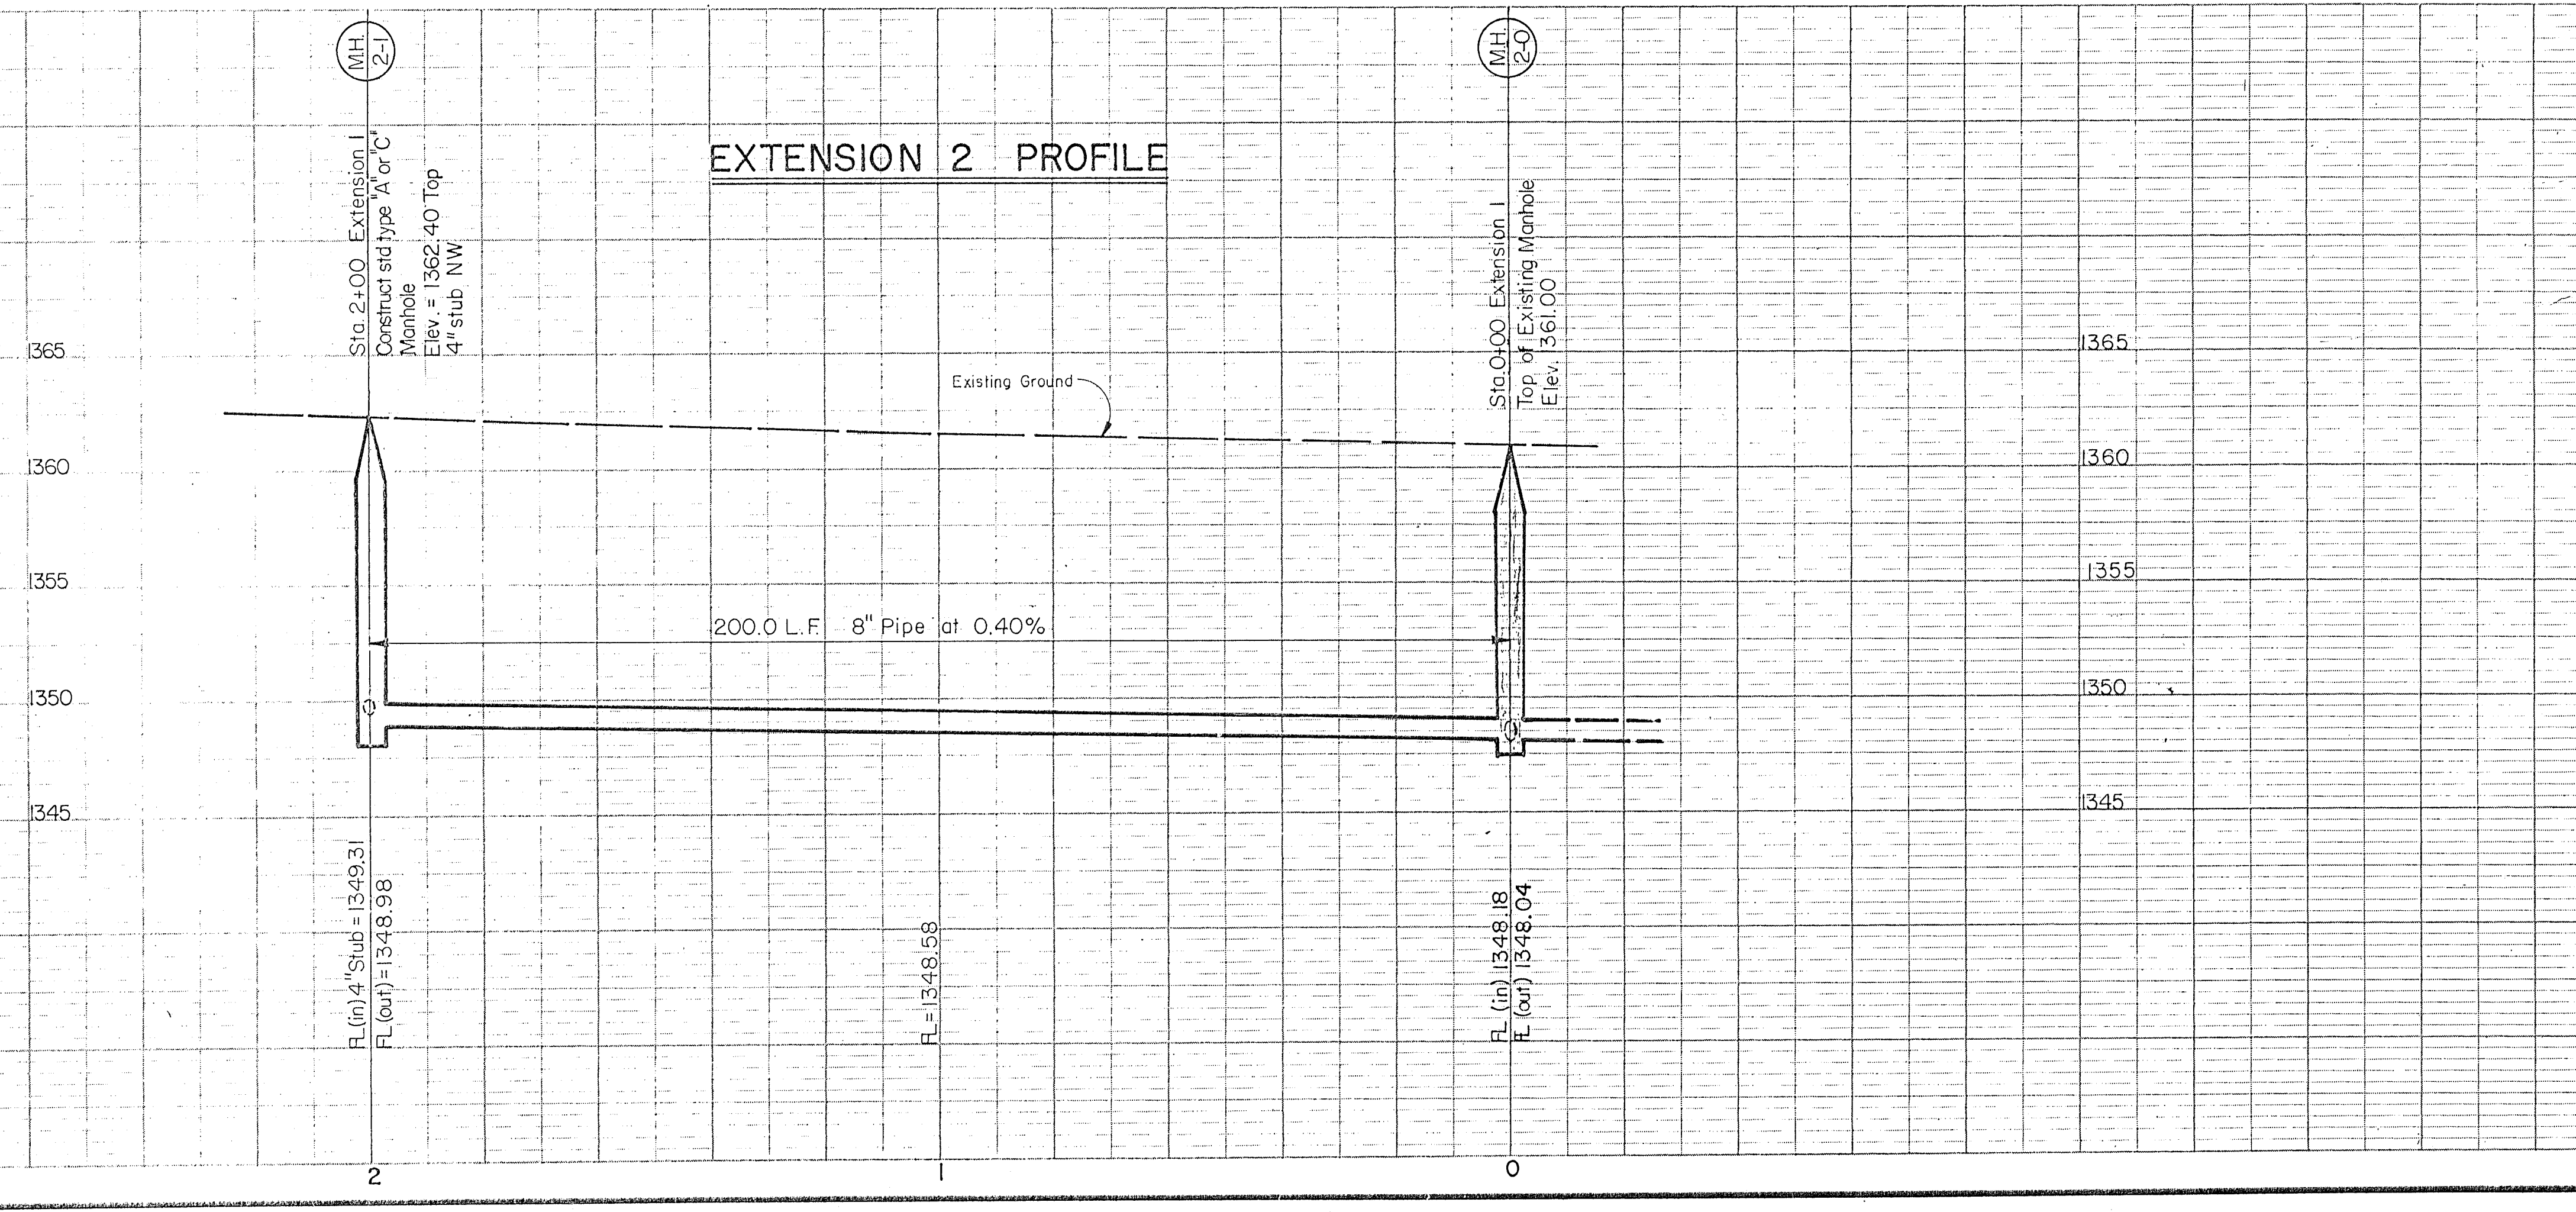 M.H.
2-1
M.H.
2-0
EXTENSION 2 PROFILE
Sta. 2+00 Extension 1
Construct std type "A" or "C"
Manhole
Elev. = 1362.40 Top
4" stub NW
Sta 0+00 Extension 1
Top of Existing Manhole
Elev. 1361.00
1365
1365
Existing Ground
1360
1360
1355
1355
200.0 L.F. 8" Pipe at 0.40%
1350
1350
1345
1345
FL(in) 4" Stub = 1349.31
FL(out) = 1348.98
FL = 1348.58
FL (in) 1348.18
FL (out) 1348.04
2
1
0